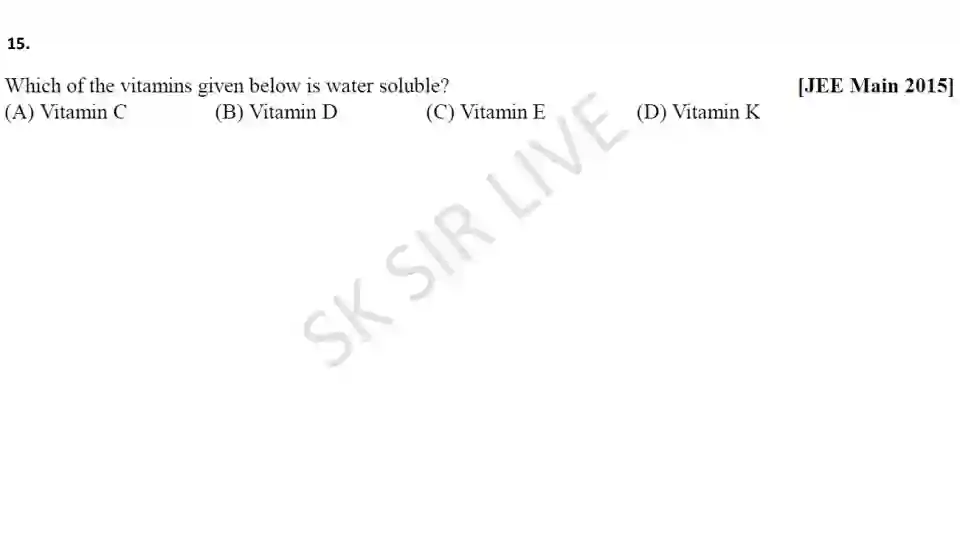 15.
Which of the vitamins given below is water soluble? [JEE Main 2015]
(A) Vitamin C (B) Vitamin D (C) Vitamin E (D) Vitamin K
SK SIR LIVE